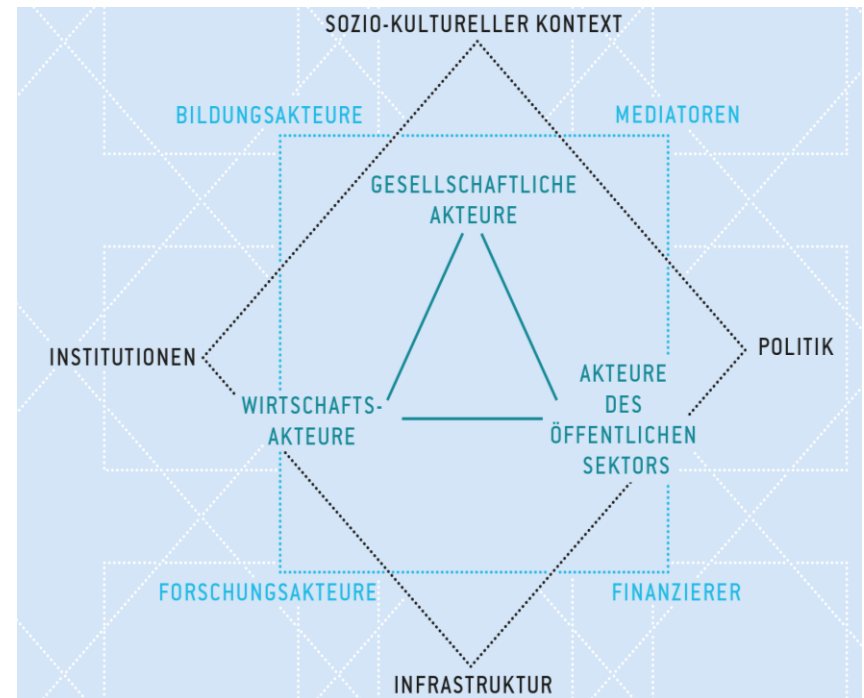 SOZIO-KULTURELLER KONTEXT
BILDUNGSAKTEURE
MEDIATOREN
GESELLSCHAFTLICHE
AKTEURE
INSTITUTIONEN
POLITIK
WIRTSCHAFTS-
AKTEURE
AKTEURE
DES
ÖFFENTLICHEN
SEKTORS
FORSCHUNGSAKTEURE
FINANZIERER
INFRASTRUKTUR